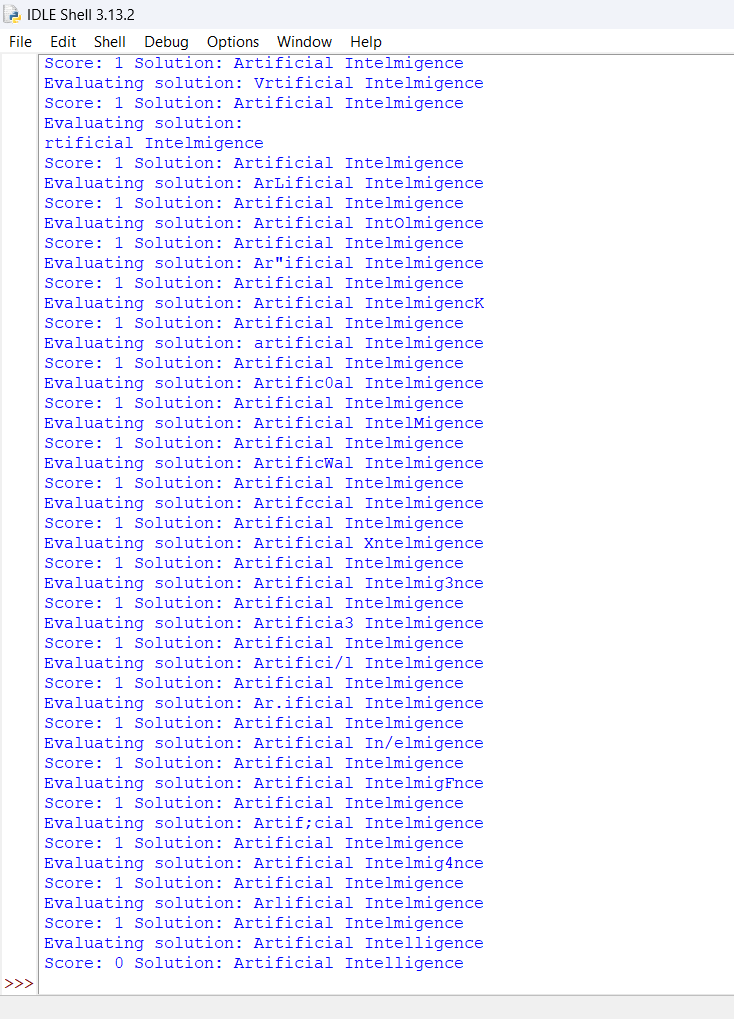 IDLE Shell 3.13.2
File Edit Shell Debug Options Window Help
Score: 1 Solution: Artificial Intelmigence
Evaluating solution: Vrtificial Intelmigence
Score: 1 Solution: Artificial Intelmigence
Evaluating solution:
rtificial Intelmigence
Score: 1 Solution: Artificial Intelmigence
Evaluating solution: ArLificial Intelmigence
Score: 1 Solution: Artificial Intelmigence
Evaluating solution: Artificial IntOlmigence
Score: 1 Solution: Artificial Intelmigence
Evaluating solution: Ar"ificial Intelmigence
Score: 1 Solution: Artificial Intelmigence
Evaluating solution: Artificial IntelmigencK
Score: 1 Solution: Artificial Intelmigence
Evaluating solution: artificial Intelmigence
Score: 1 Solution: Artificial Intelmigence
Evaluating solution: Artific0al Intelmigence
Score: 1 Solution: Artificial Intelmigence
Evaluating solution: Artificial IntelMigence
Score: 1 Solution: Artificial Intelmigence
Evaluating solution: ArtificWal Intelmigence
Score: 1 Solution: Artificial Intelmigence
Evaluating solution: Artifccial Intelmigence
Score: 1 Solution: Artificial Intelmigence
Evaluating solution: Artificial Xntelmigence
Score: 1 Solution: Artificial Intelmigence
Evaluating solution: Artificial Intelmig3nce
Score: 1 Solution: Artificial Intelmigence
Evaluating solution: Artificia3 Intelmigence
Score: 1 Solution: Artificial Intelmigence
Evaluating solution: Artifici/l Intelmigence
Score: 1 Solution: Artificial Intelmigence
Evaluating solution: Ar.ificial Intelmigence
Score: 1 Solution: Artificial Intelmigence
Evaluating solution: Artificial In/elmigence
Score: 1 Solution: Artificial Intelmigence
Evaluating solution: Artificial IntelmigFnce
Score: 1 Solution: Artificial Intelmigence
Evaluating solution: Artif;cial Intelmigence
Score: 1 Solution: Artificial Intelmigence
Evaluating solution: Artificial Intelmig4nce
Score: 1 Solution: Artificial Intelmigence
Evaluating solution: Arlificial Intelmigence
Score: 1 Solution: Artificial Intelmigence
Evaluating solution: Artificial Intelligence
Score: 0 Solution: Artificial Intelligence
>>>